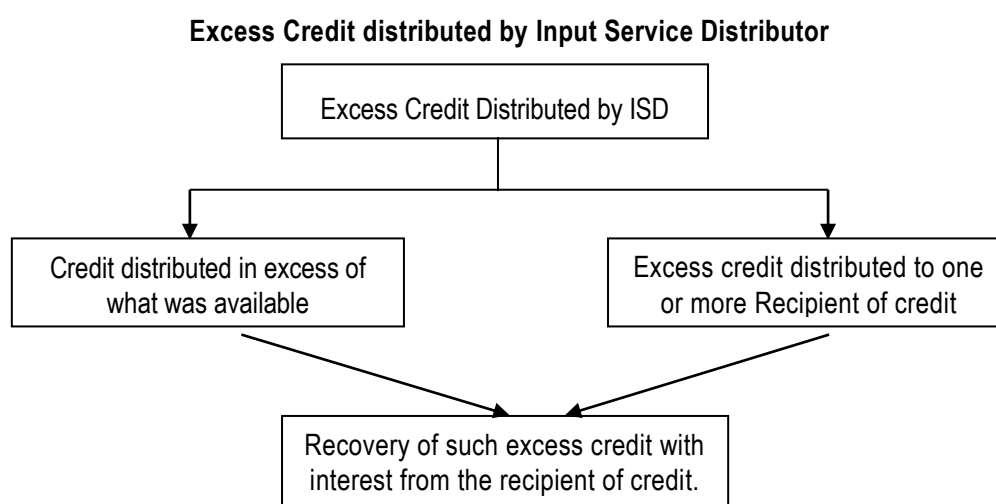 Excess Credit distributed by Input Service Distributor
Excess Credit Distributed by ISD
Credit distributed in excess of
what was available
Excess credit distributed to one
or more Recipient of credit
Recovery of such excess credit with
interest from the recipient of credit.